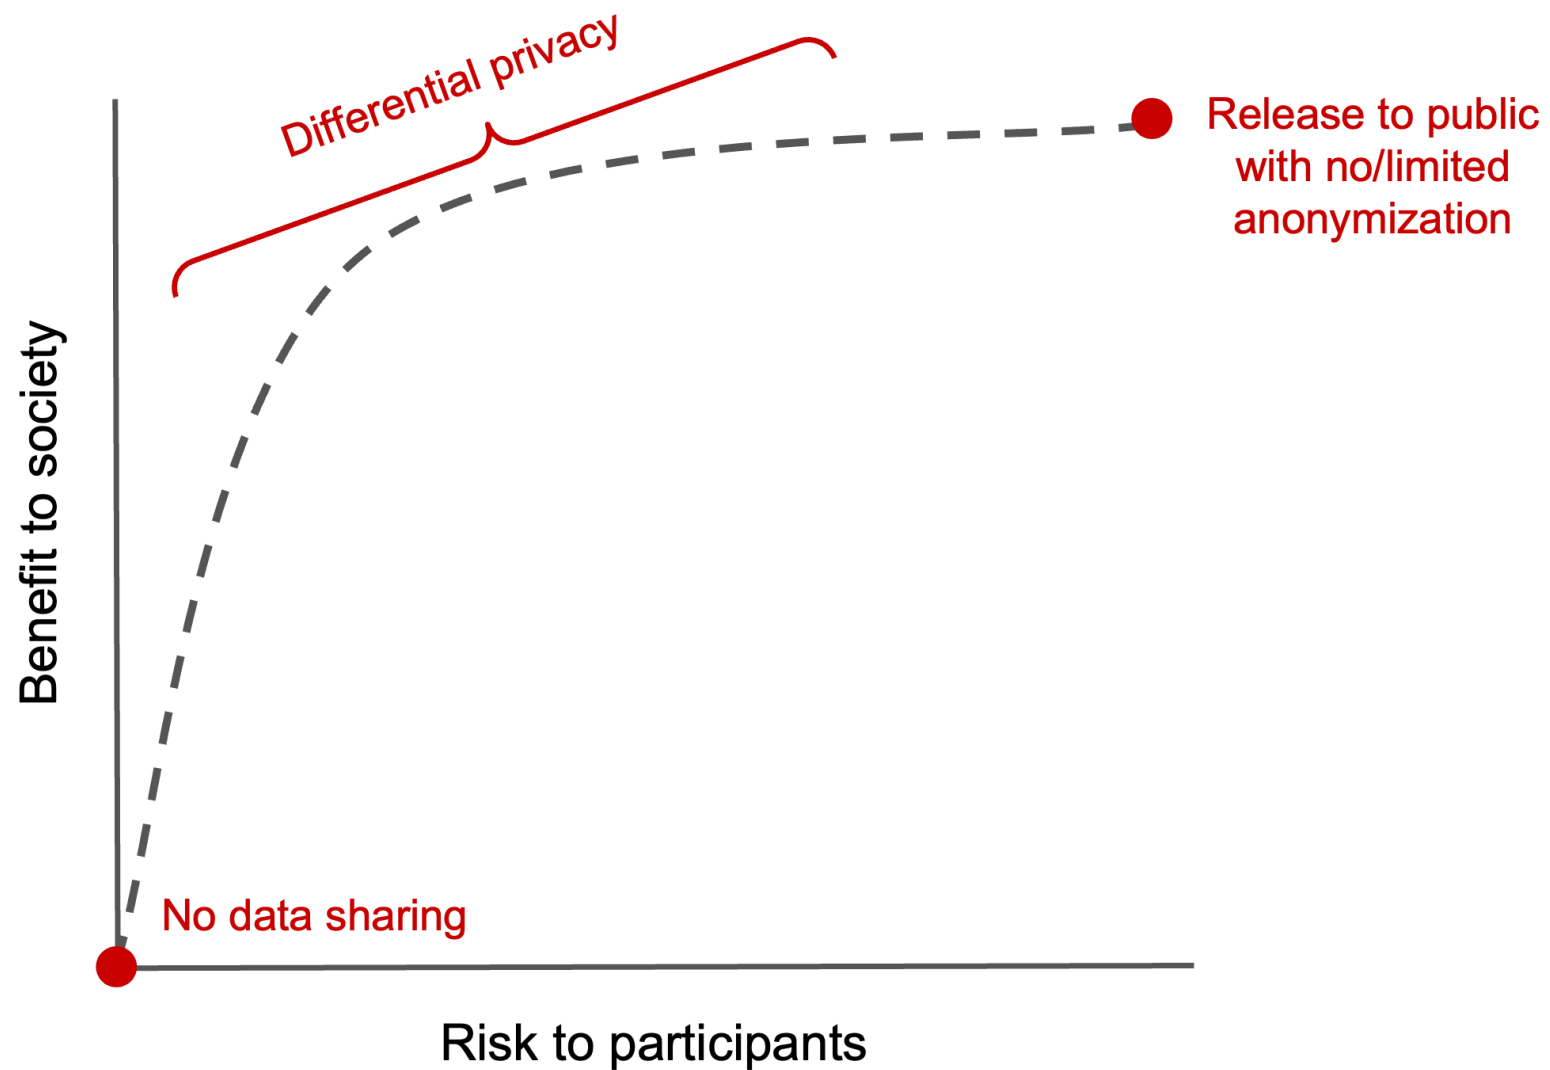 Differential privacy
Release to public
with no/limited
anonymization
Benefit to society
No data sharing
Risk to participants